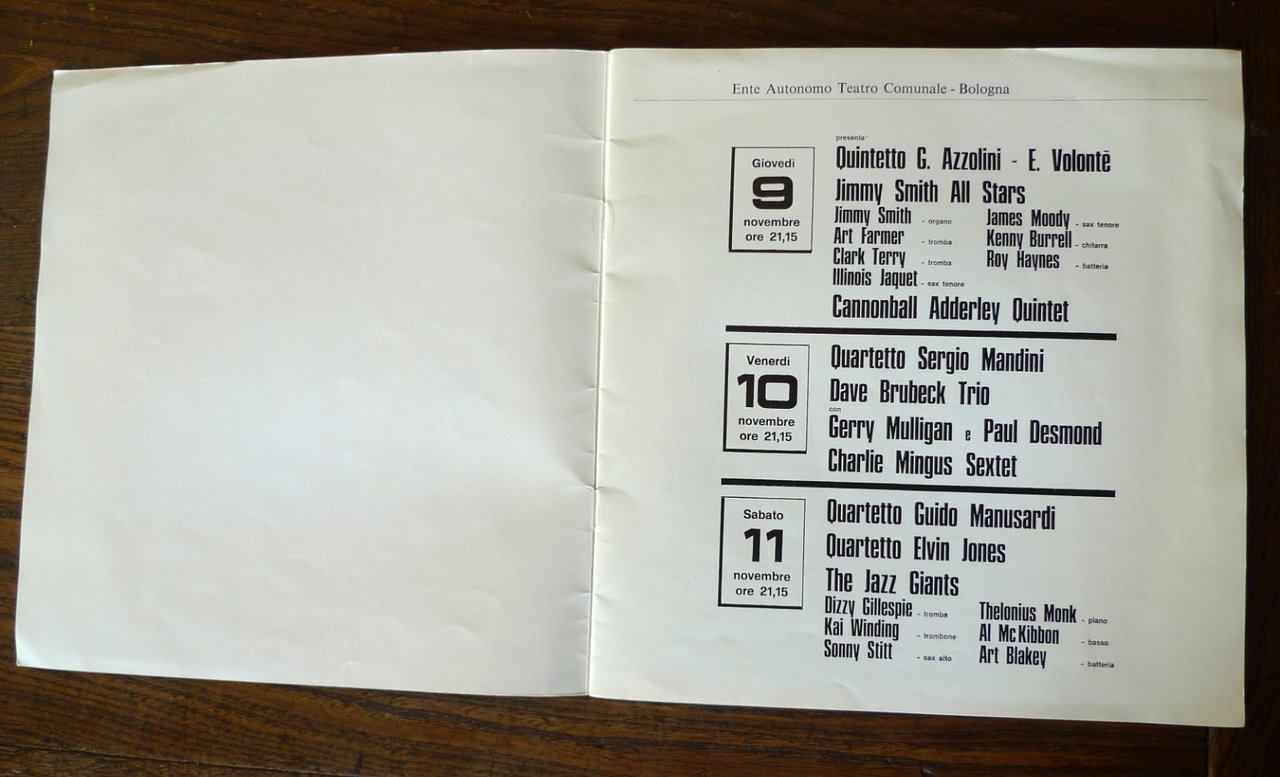 Ente Autonomo Teatro Comunale - Bologna
presenta:
Giovedi
9
novembre
ore 21,15
Quintetto G. Azzolini - E. Volontè
Jimmy Smith All Stars
Jimmy Smith - organo James Moody - sax tenore
Art Farmer - tromba Kenny Burrell - chitarra
Clark Terry - tromba Roy Haynes - batteria
Illinois Jaquet - sax tenore
Cannonball Adderley Quintet
Venerdi
10
novembre
ore 21,15
Quartetto Sergio Mandini
Dave Brubeck Trio
con
Gerry Mulligan e Paul Desmond
Charlie Mingus Sextet
Sabato
11
novembre
ore 21,15
Quartetto Guido Manusardi
Quartetto Elvin Jones
The Jazz Giants
Dizzy Gillespie - tromba Thelonius Monk - piano
Kai Winding - trombone Al McKibbon - basso
Sonny Stitt - sax alto Art Blakey - batteria